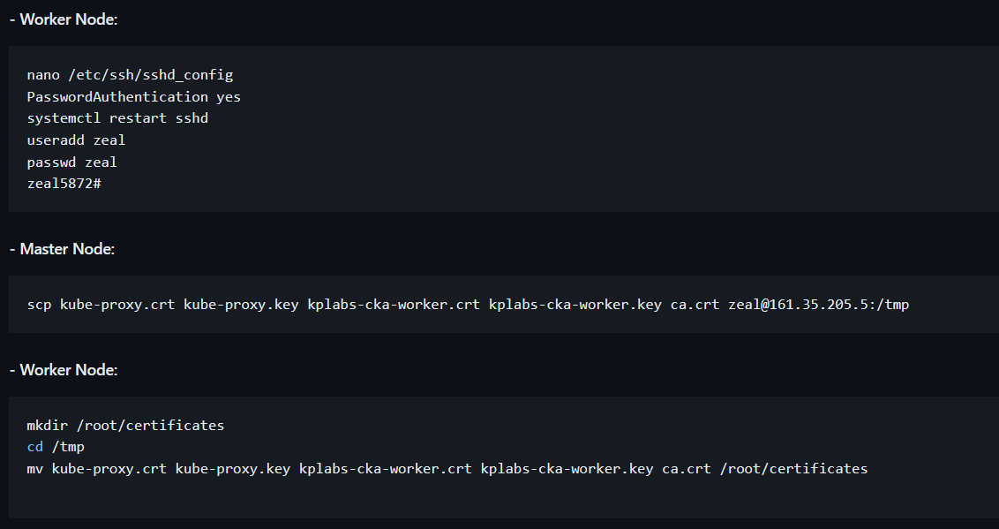 - Worker Node:
nano /etc/ssh/sshd_config
PasswordAuthentication yes
systemctl restart sshd
useradd zeal
passwd zeal
zeal5872#
- Master Node:
scp kube-proxy.crt kube-proxy.key kplabs-cka-worker.crt kplabs-cka-worker.key ca.crt zeal@161.35.205.5:/tmp
- Worker Node:
mkdir /root/certificates
cd /tmp
mv kube-proxy.crt kube-proxy.key kplabs-cka-worker.crt kplabs-cka-worker.key ca.crt /root/certificates